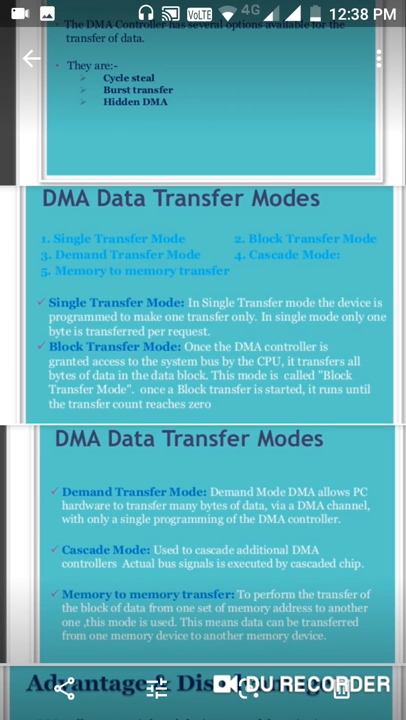 VoLTE 4G 12:38 PM
The DMA Controller has several options available for the
transfer of data.
They are:-
Cycle steal
Burst transfer
Hidden DMA
DMA Data Transfer Modes
1. Single Transfer Mode 2. Block Transfer Mode
3. Demand Transfer Mode 4. Cascade Mode:
5. Memory to memory transfer
Single Transfer Mode: In Single Transfer mode the device is
programmed to make one transfer only. In single mode only one
byte is transferred per request.
Block Transfer Mode: Once the DMA controller is
granted access to the system bus by the CPU, it transfers all
bytes of data in the data block. This mode is called "Block
Transfer Mode". once a Block transfer is started, it runs until
the transfer count reaches zero
DMA Data Transfer Modes
Demand Transfer Mode: Demand Mode DMA allows PC
hardware to transfer many bytes of data, via a DMA channel,
with only a single programming of the DMA controller.
Cascade Mode: Used to cascade additional DMA
controllers Actual bus signals is executed by cascaded chip.
Memory to memory transfer: To perform the transfer of
the block of data from one set of memory address to another
one ,this mode is used. This means data can be transferred
from one memory device to another memory device.
Advantage &
DU RECORDER